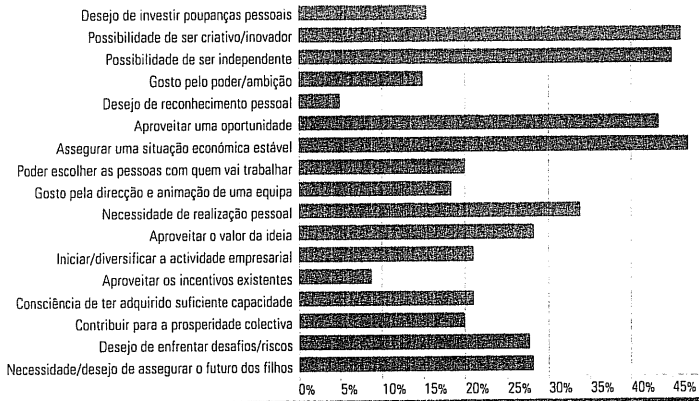 Desejo de investir poupanças pessoais
Possibilidade de ser criativo/inovador
Possibilidade de ser independente
Gosto pelo poder/ambição
Desejo de reconhecimento pessoal
Aproveitar uma oportunidade
Assegurar uma situação económica estável
Poder escolher as pessoas com quem vai trabalhar
Gosto pela direcção e animação de uma equipa
Necessidade de realização pessoal
Aproveitar o valor da ideia
Iniciar/diversificar a actividade empresarial
Aproveitar os incentivos existentes
Consciência de ter adquirido suficiente capacidade
Contribuir para a prosperidade colectiva
Desejo de enfrentar desafios/riscos
Necessidade/desejo de assegurar o futuro dos filhos
0% 5% 10% 15% 20% 25% 30% 35% 40% 45%